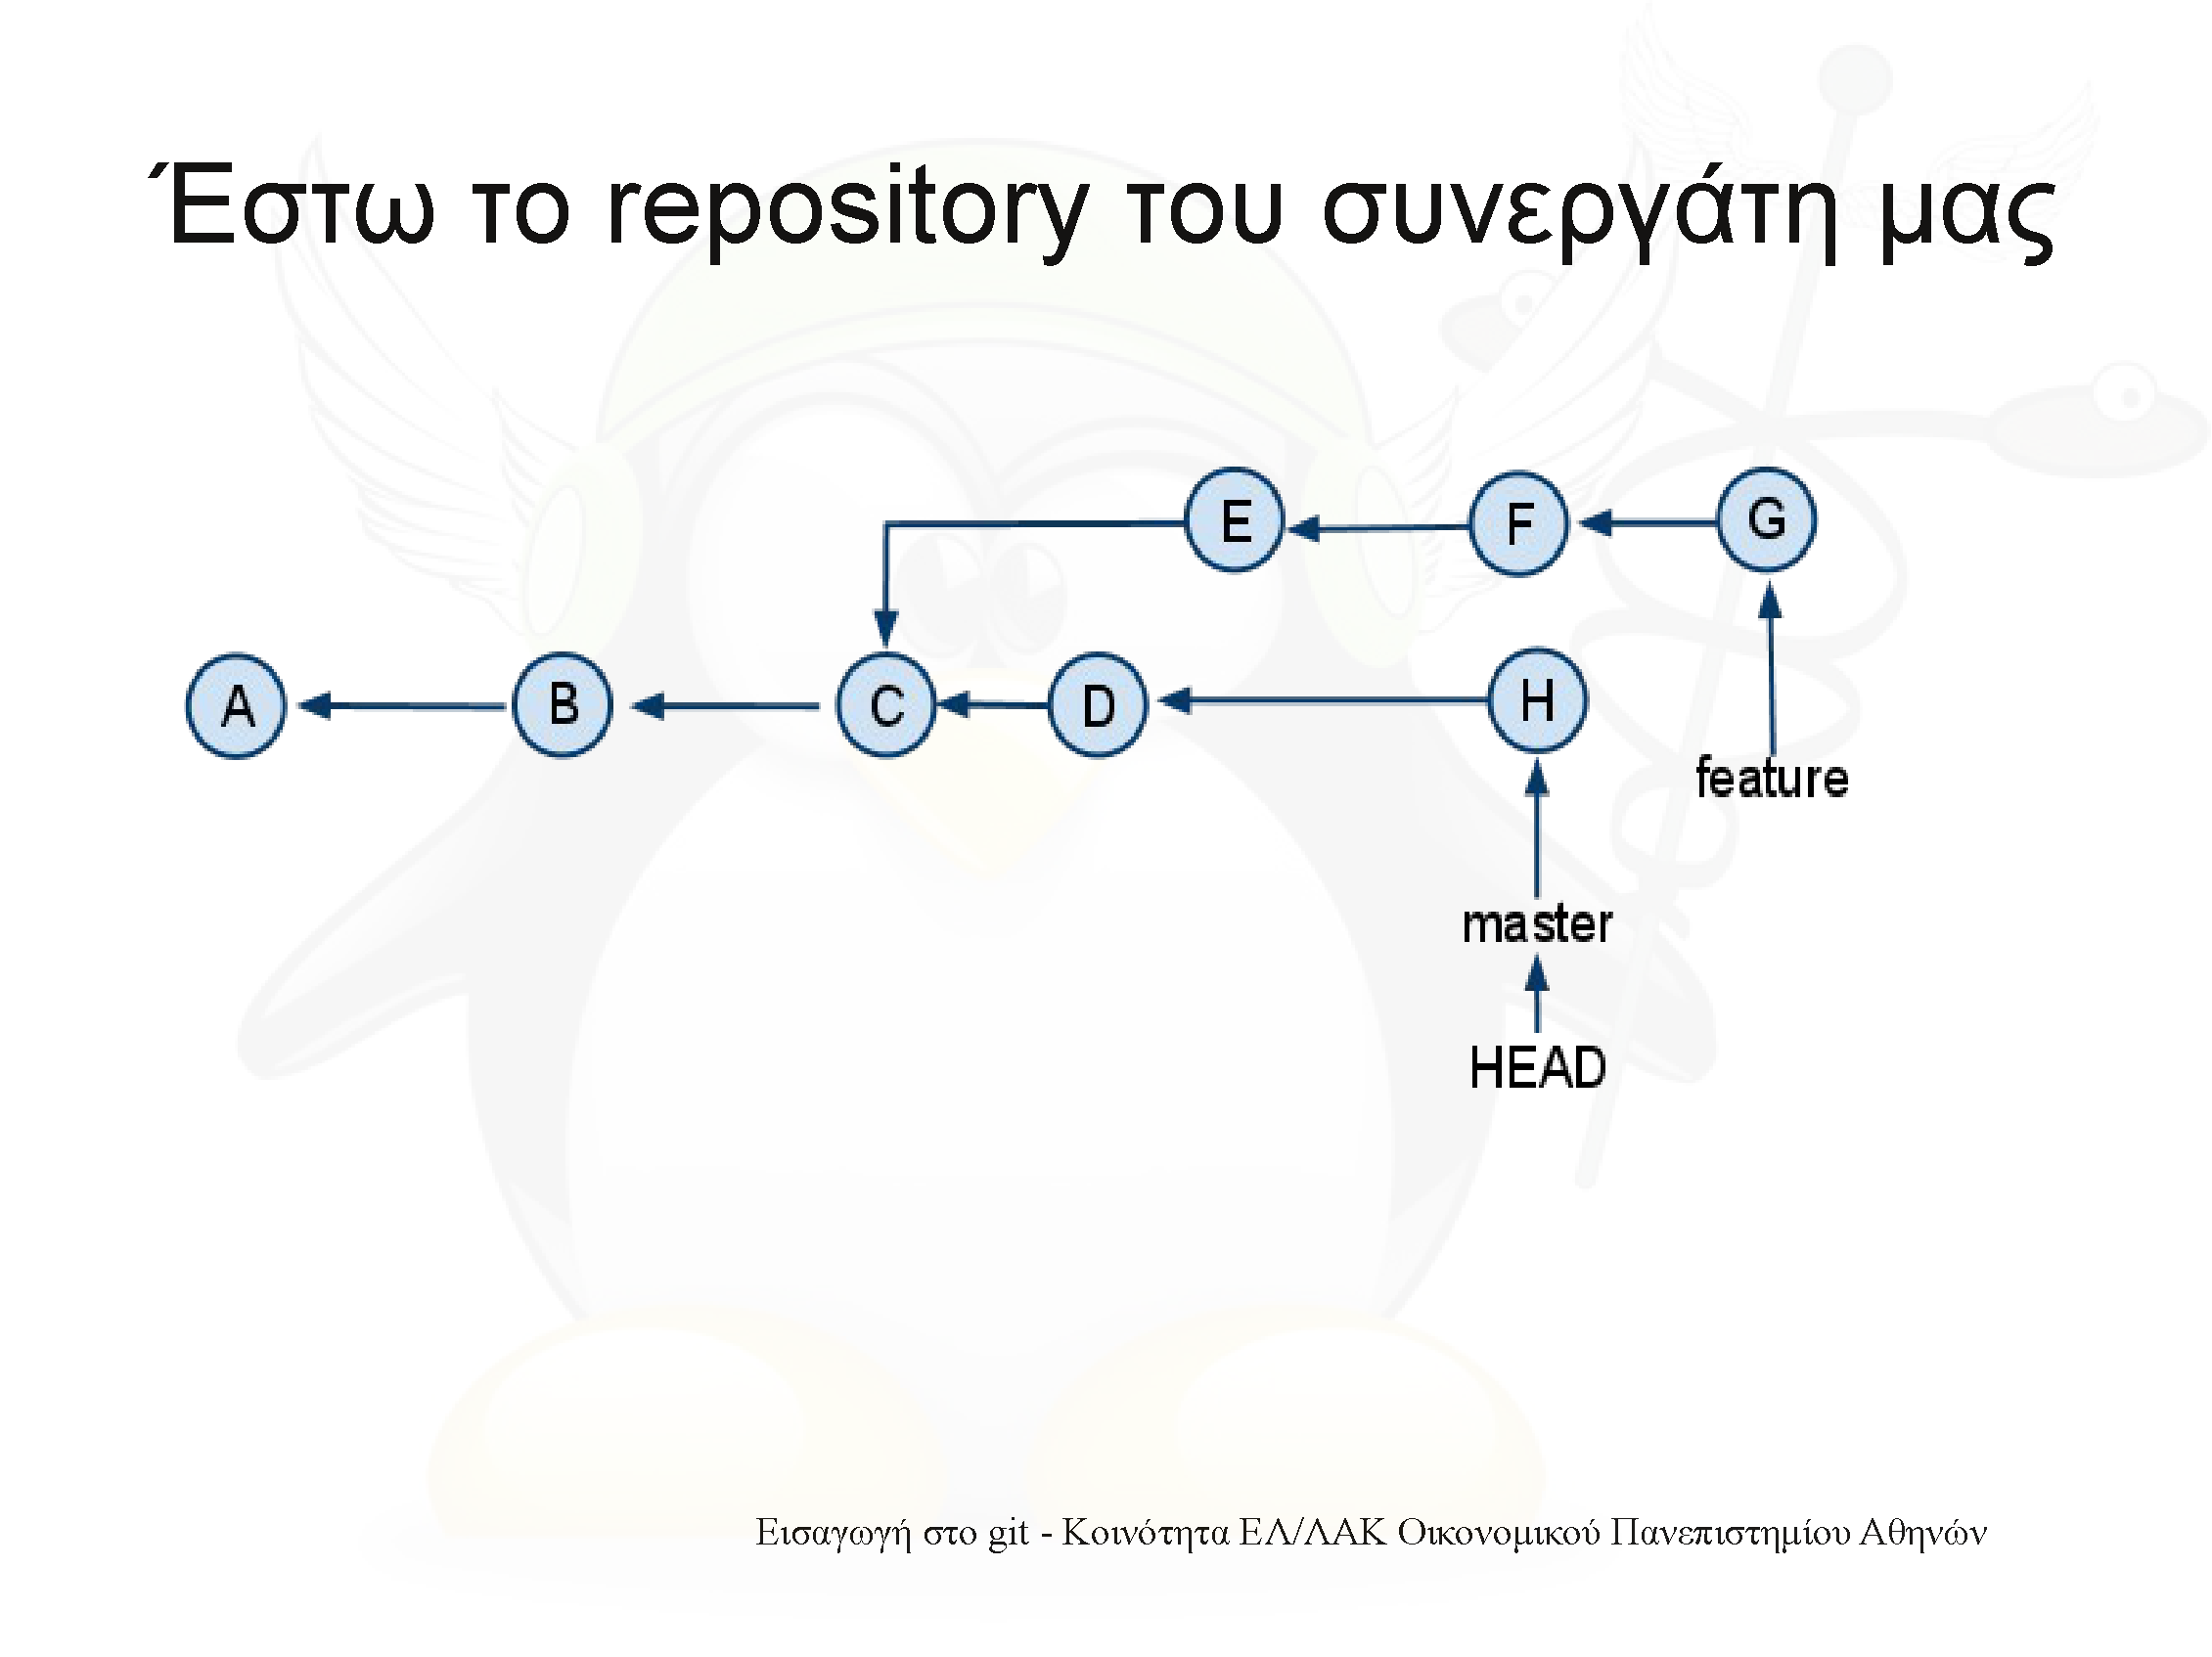 Έστω το repository του συνεργάτη μας
E
F
G
A
B
C
D
H
feature
master
HEAD
Εισαγωγή στο git - Κοινότητα ΕΛ/ΛΑΚ Οικονομικού Πανεπιστημίου Αθηνών